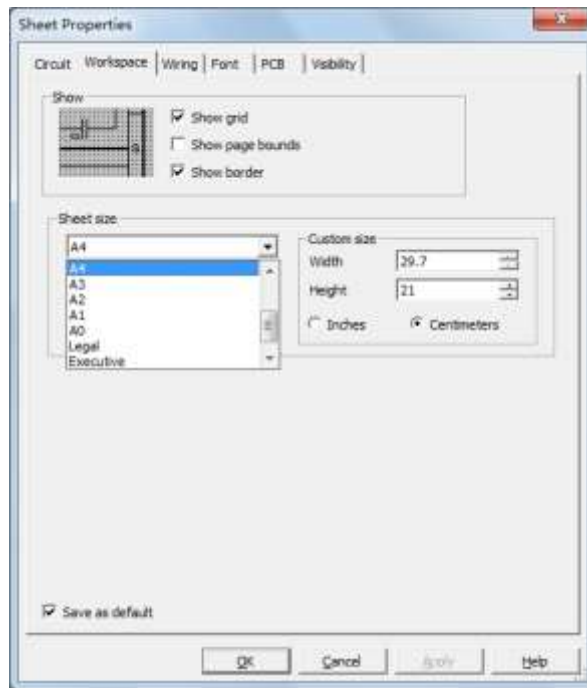 Sheet Properties
Circuit Workspace Wiring Font PCB Visibility
Show
Show grid
Show page bounds
Show border
Sheet size
A4
A4
A3
A2
A1
A0
Legal
Executive
Custom size
Width 29.7
Height 21
Inches Centimeters
Save as default
OK Cancel Apply Help